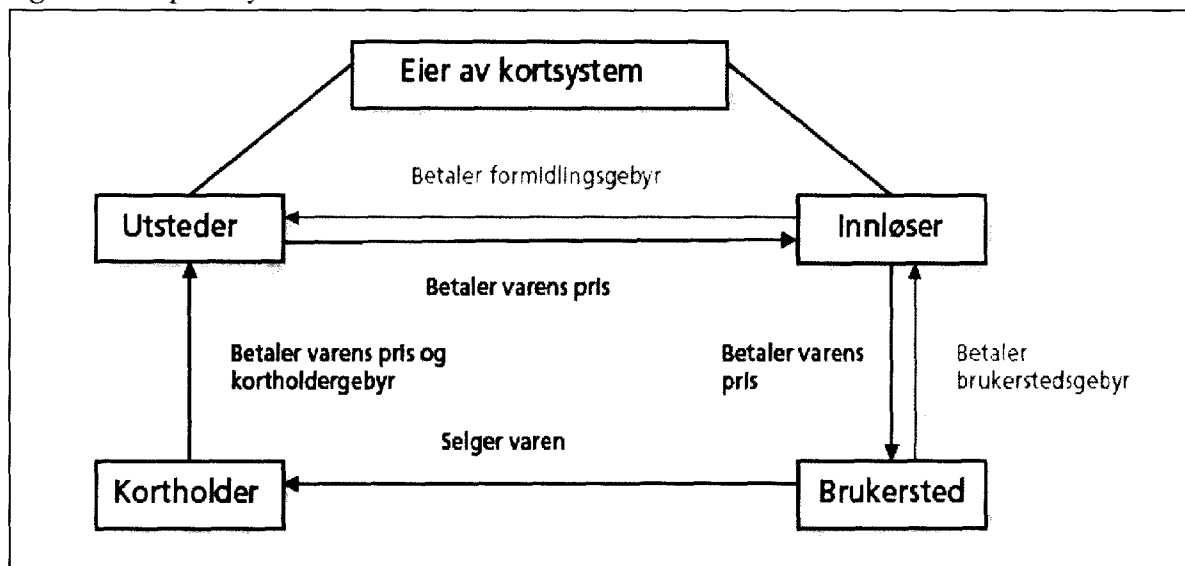 Eier av kortsystem
Betaler formidlingsgebyr
Utsteder
Innløser
Betaler varens pris
Betaler varens pris og
kortholdergebyr
Betaler varens
pris
Betaler
brukerstedsgebyr
Selger varen
Kortholder
Brukersted